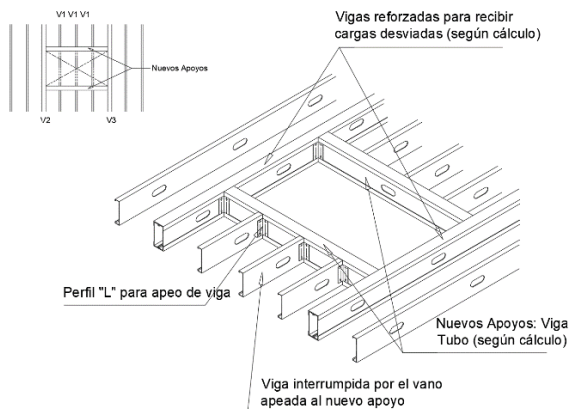 V1 V1 V1
Vigas reforzadas para recibir
cargas desviadas (según cálculo)
Nuevos Apoyos
V2
V3
Perfil "L" para apeo de viga
Nuevos Apoyos: Viga
Tubo (según cálculo)
Viga interrumpida por el vano
apeada al nuevo apoyo